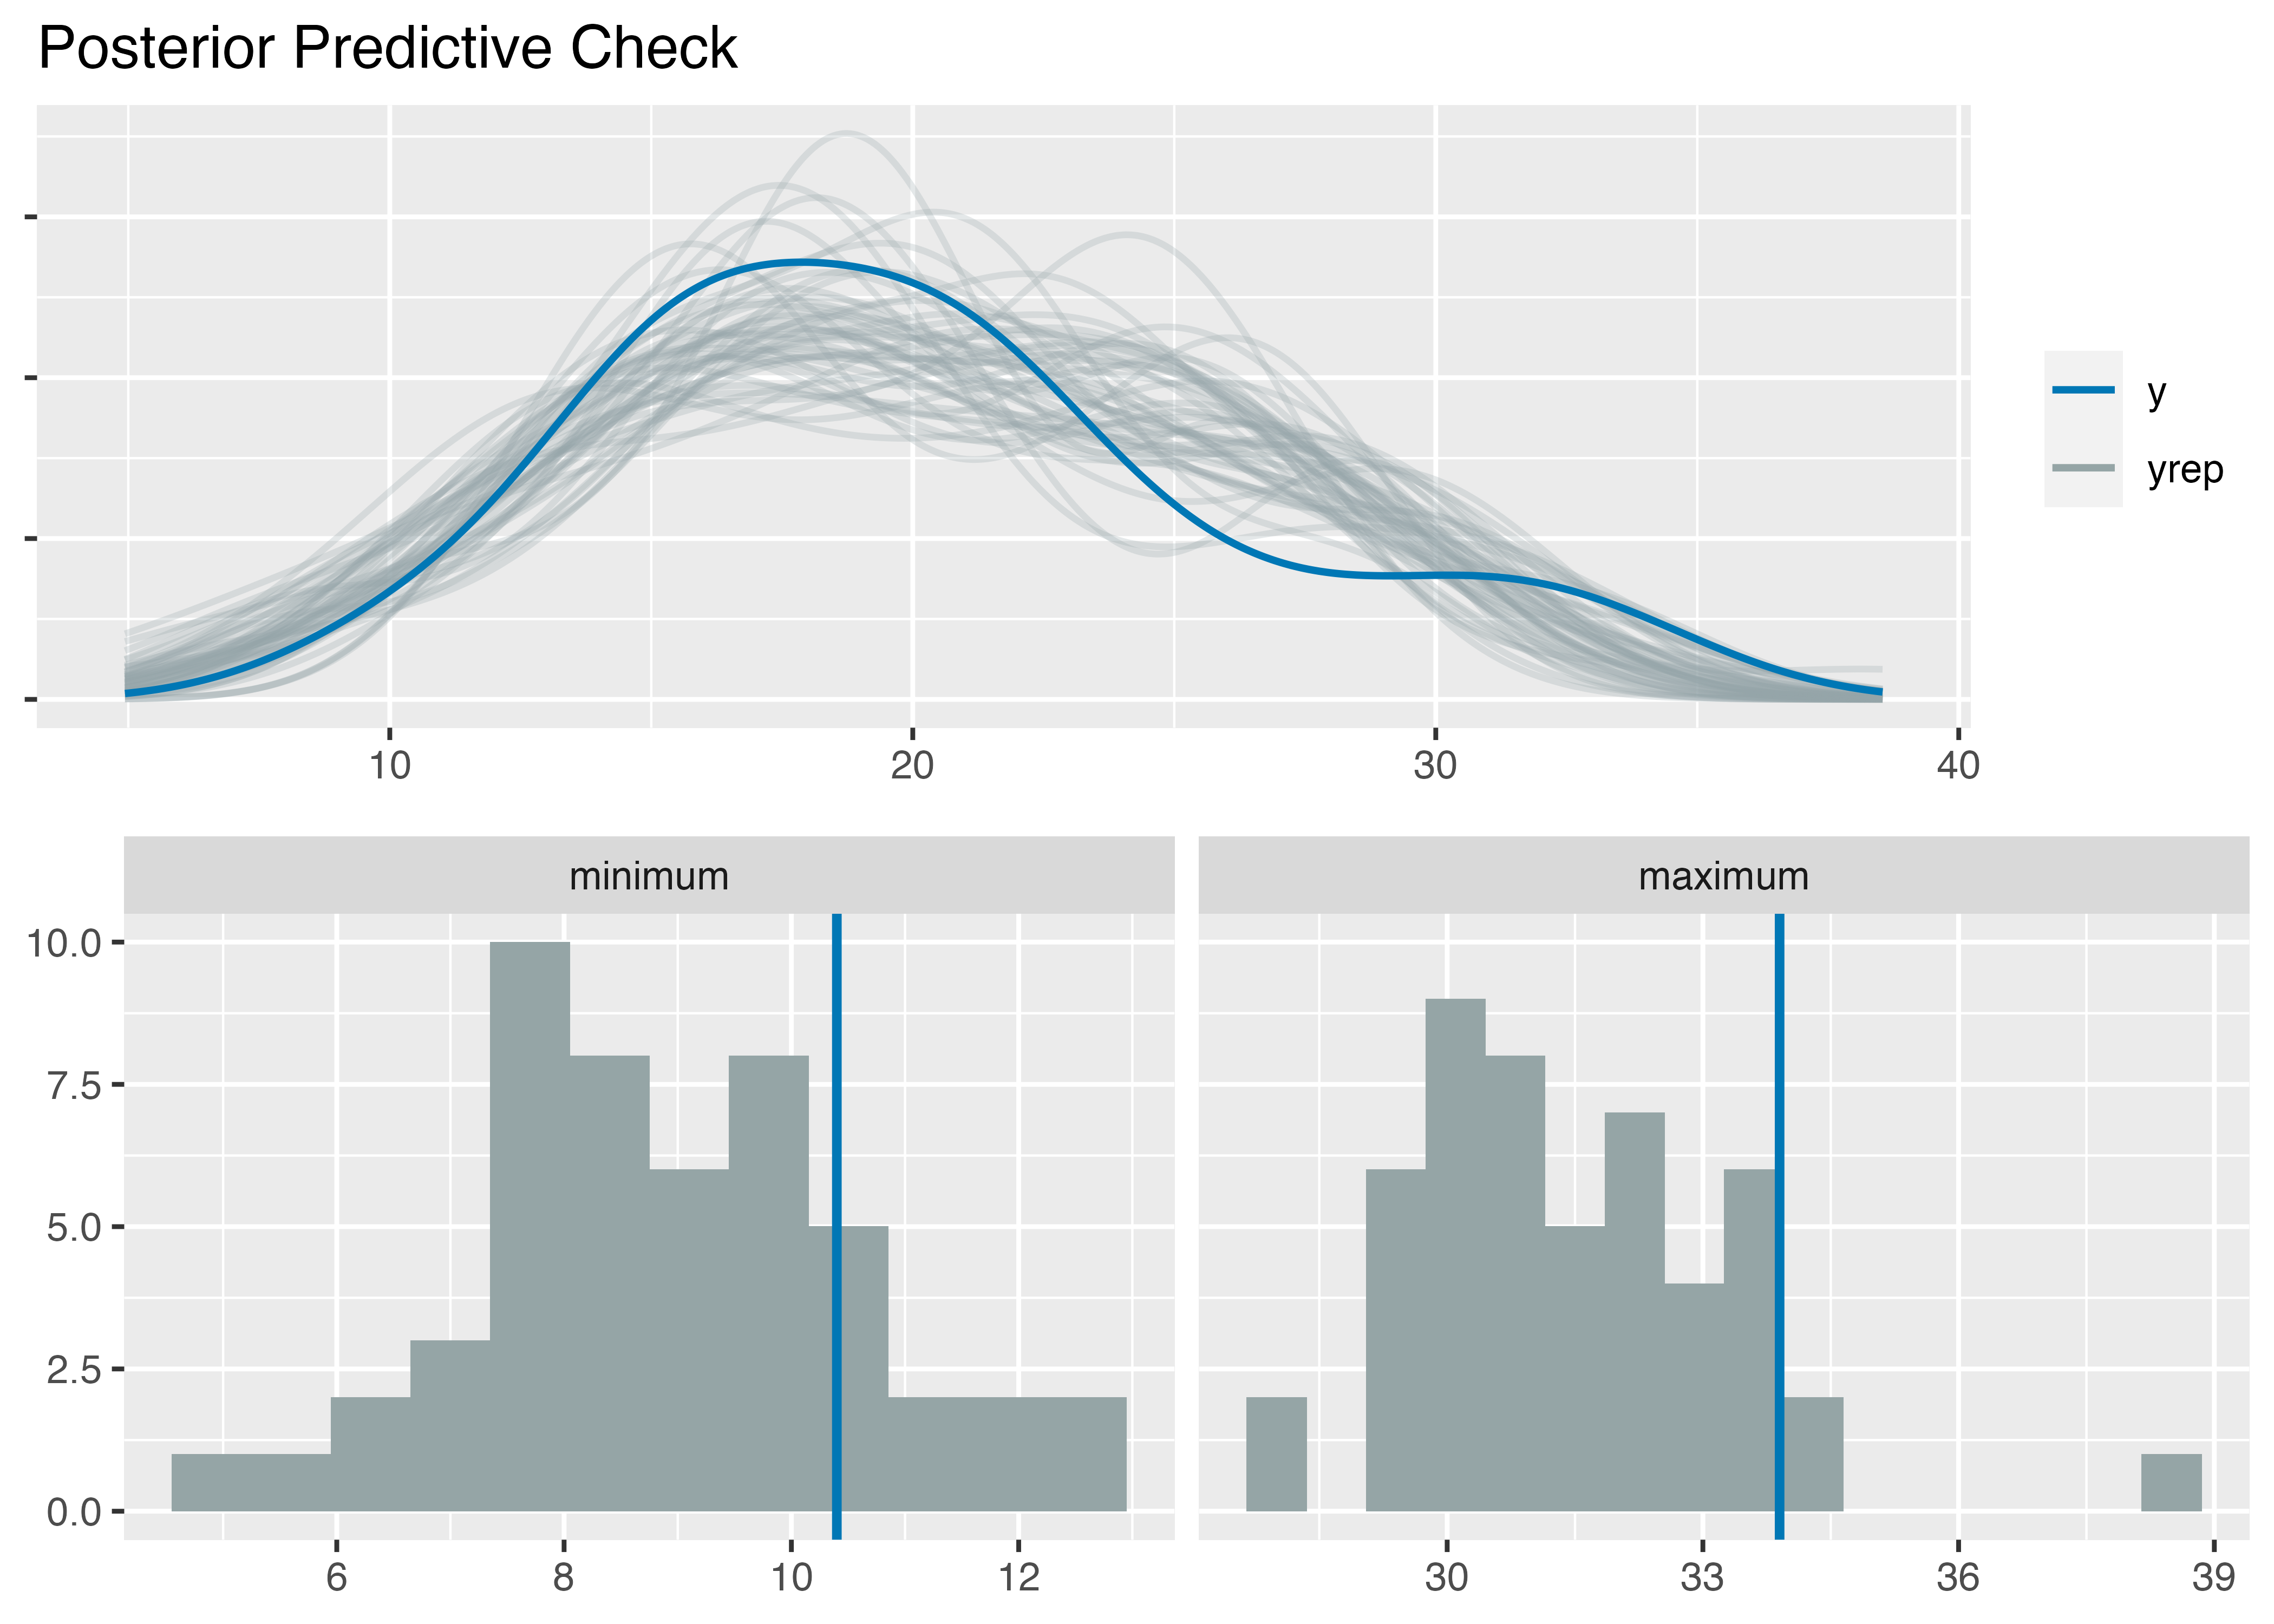 Posterior Predictive Check
y
yrep
10 20 30 40
minimum maximum
10.0
7.5
5.0
2.5
0.0
6 8 10 12 30 33 36 39